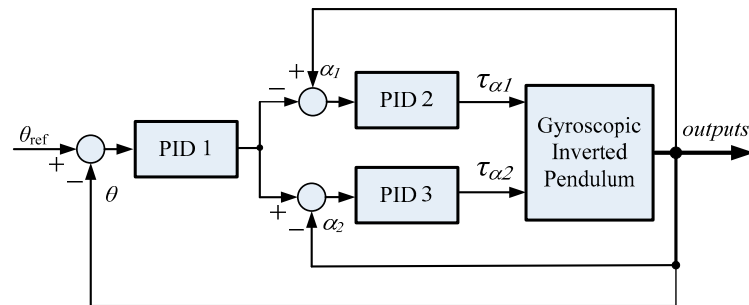 +
α1
−
PID 2
τα1
Gyroscopic
Inverted
Pendulum
outputs
θref
+
−
θ
PID 1
+
−
α2
PID 3
τα2